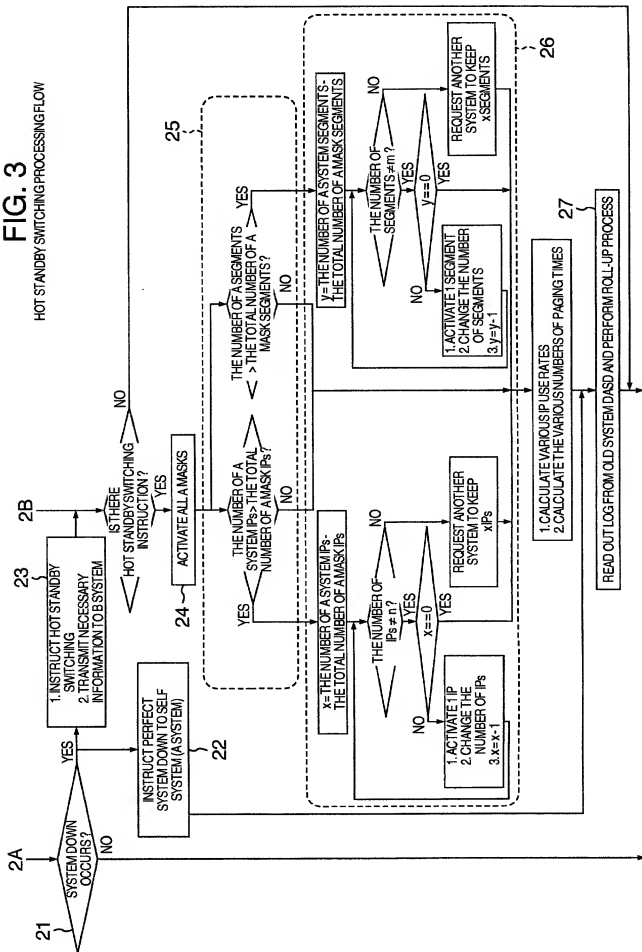 FIG. 3
HOT STANDBY SWITCHING PROCESSING FLOW
2A
21
SYSTEM DOWN
OCCURS?
YES
NO
22
INSTRUCT PERFECT
SYSTEM DOWN TO SELF
SYSTEM (A SYSTEM)
23
1. INSTRUCT HOT STANDBY
SWITCHING
2. TRANSMIT NECESSARY
INFORMATION TO B SYSTEM
2B
IS THERE
HOT STANDBY SWITCHING
INSTRUCTION?
NO
YES
24
ACTIVATE ALL A MASKS
25
THE NUMBER OF A
SYSTEM IPs> THE TOTAL
NUMBER OF A MASK IPs?
YES
NO
THE NUMBER OF A SEGMENTS
> THE TOTAL NUMBER OF A
MASK SEGMENTS?
YES
NO
26
x= THE NUMBER OF A SYSTEM IPs-
THE TOTAL NUMBER OF A MASK IPs
THE NUMBER OF
IPs ≠ n?
NO
YES
x==0
NO
YES
1. ACTIVATE 1 IP
2. CHANGE THE
NUMBER OF IPs
3.x=x-1
REQUEST ANOTHER
SYSTEM TO KEEP
xIPs
y= THE NUMBER OF A SYSTEM SEGMENTS-
THE TOTAL NUMBER OF A MASK SEGMENTS
THE NUMBER OF
SEGMENTS ≠m?
NO
YES
y==0
NO
YES
1. ACTIVATE 1 SEGMENT
2. CHANGE THE NUMBER
OF SEGMENTS
3.y=y-1
REQUEST ANOTHER
SYSTEM TO KEEP
xSEGMENTS
1. CALCULATE VARIOUS IP USE RATES
2. CALCULATE THE VARIOUS NUMBERS OF PAGING TIMES
27
READ OUT LOG FROM OLD SYSTEM DASD AND PERFORM ROLL-UP PROCESS